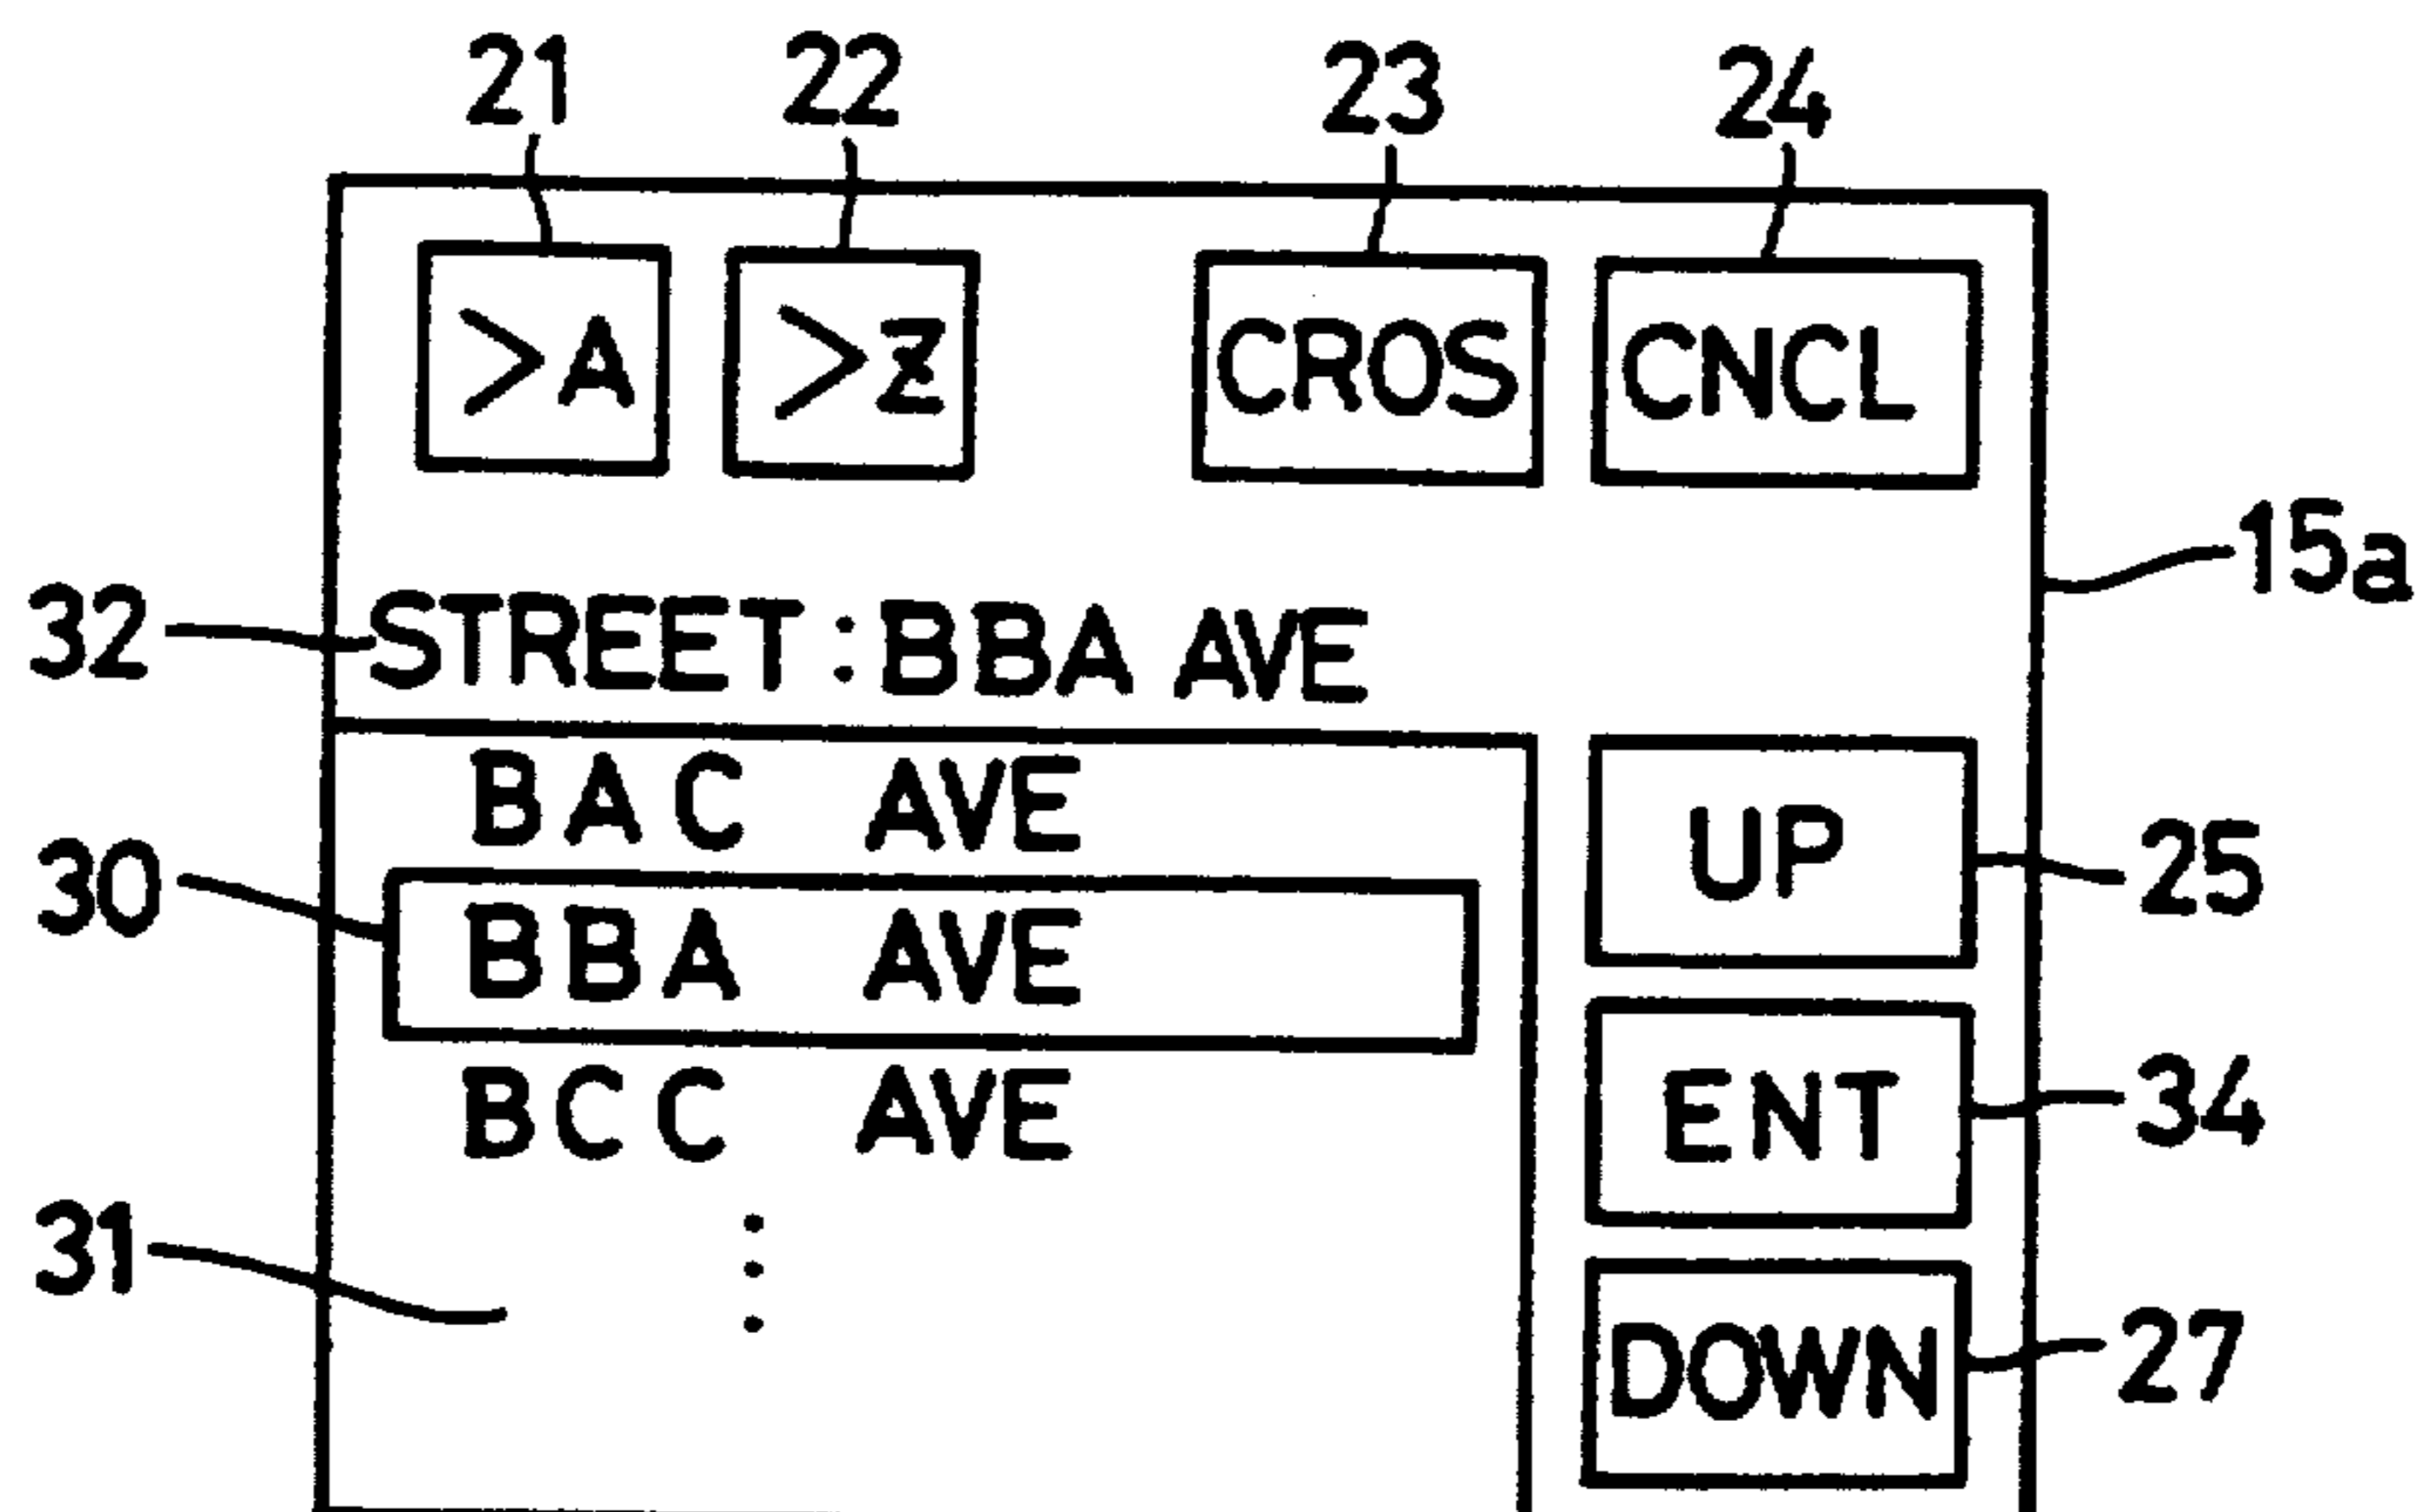 21 22 23 24
>A >Z CROS CNCL
15a
32 STREET:BBA AVE
BAC AVE UP 25
30 BBA AVE
BCC AVE ENT 34
31
DOWN 27